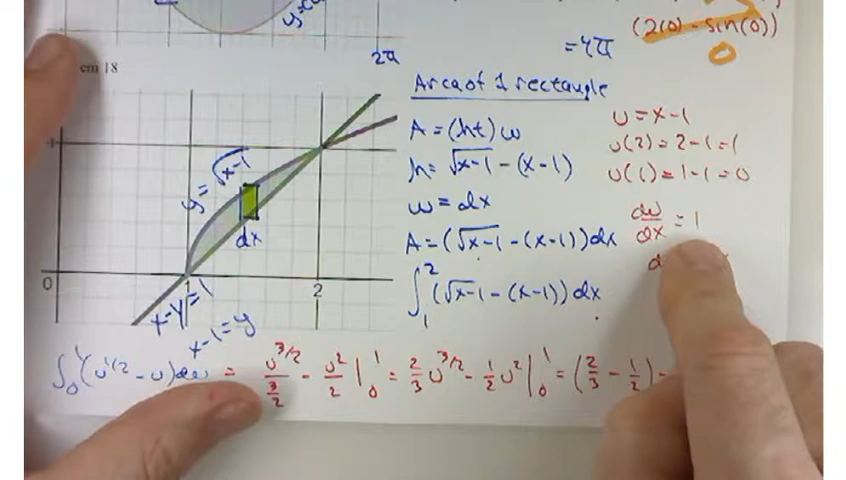 (2(0) - sin(0))
0
= 4π
2π
cm 18
Area of 1 rectangle
A = (ht) w
h = √x-1 - (x-1)
w = dx
A = (√x-1 - (x-1)) dx
∫₁² (√x-1 - (x-1)) dx
u = x-1
u(2) = 2-1 = 1
u(1) = 1-1 = 0
du/dx = 1
y = √x-1
dx
0
1
2
x-y=1
x-1=y
∫₀¹ (u^1/2 - u) du = u^3/2 / 3/2 - u²/2 |₀¹ = 2/3 u^3/2 - 1/2 u² |₀¹ = (2/3 - 1/2) -